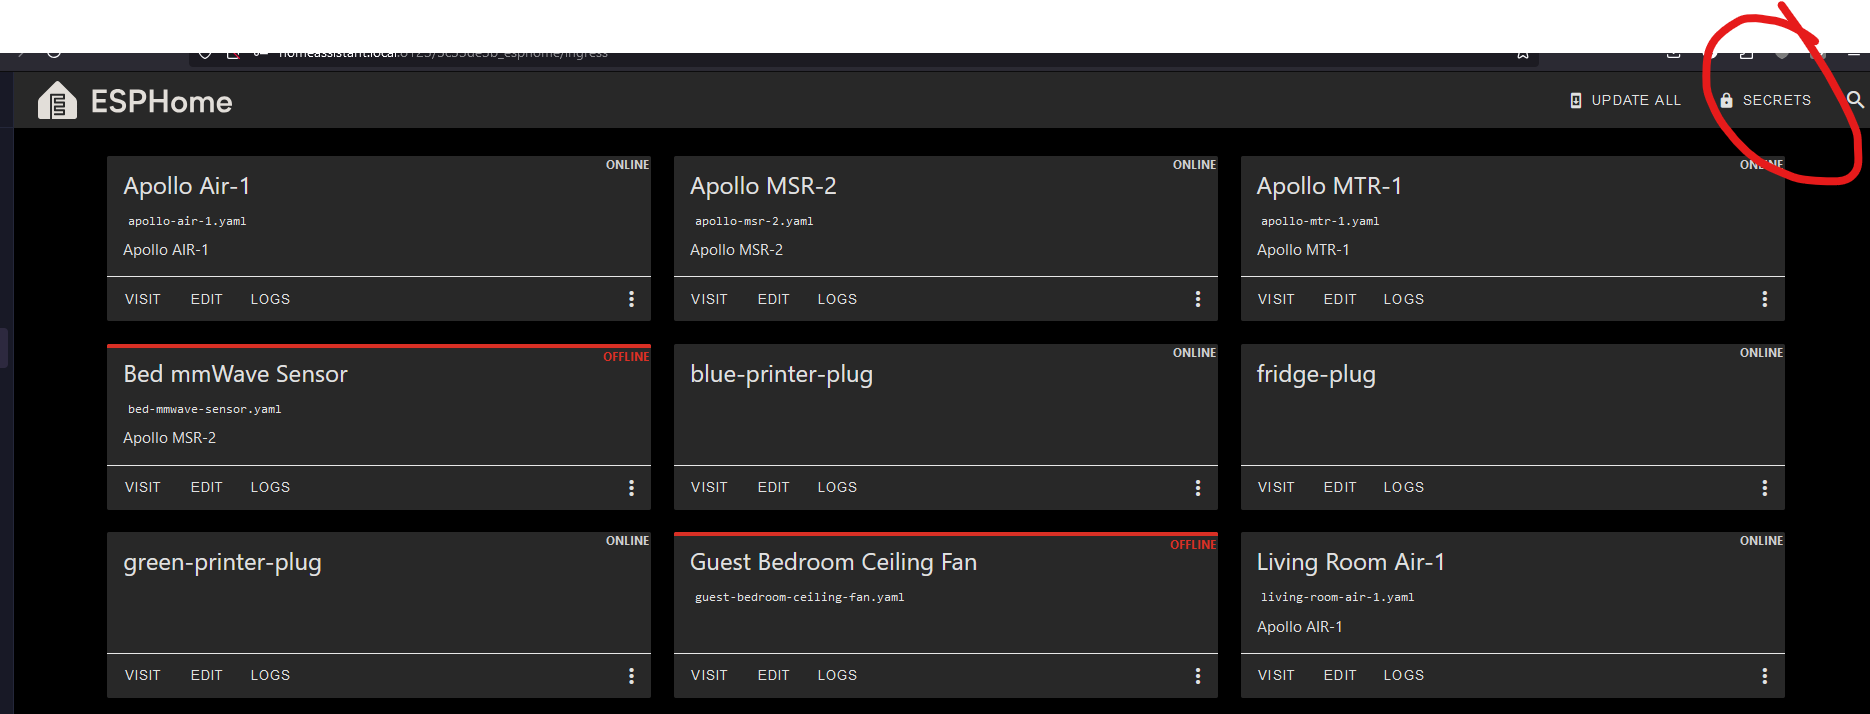 ESPHome
UPDATE ALL
SECRETS
ONLINE
Apollo Air-1
apollo-air-1.yaml
Apollo AIR-1
VISIT EDIT LOGS
ONLINE
Apollo MSR-2
apollo-msr-2.yaml
Apollo MSR-2
VISIT EDIT LOGS
ONLINE
Apollo MTR-1
apollo-mtr-1.yaml
Apollo MTR-1
VISIT EDIT LOGS
OFFLINE
Bed mmWave Sensor
bed-mmwave-sensor.yaml
Apollo MSR-2
VISIT EDIT LOGS
ONLINE
blue-printer-plug
VISIT EDIT LOGS
ONLINE
fridge-plug
VISIT EDIT LOGS
ONLINE
green-printer-plug
VISIT EDIT LOGS
OFFLINE
Guest Bedroom Ceiling Fan
guest-bedroom-ceiling-fan.yaml
VISIT EDIT LOGS
ONLINE
Living Room Air-1
living-room-air-1.yaml
Apollo AIR-1
VISIT EDIT LOGS